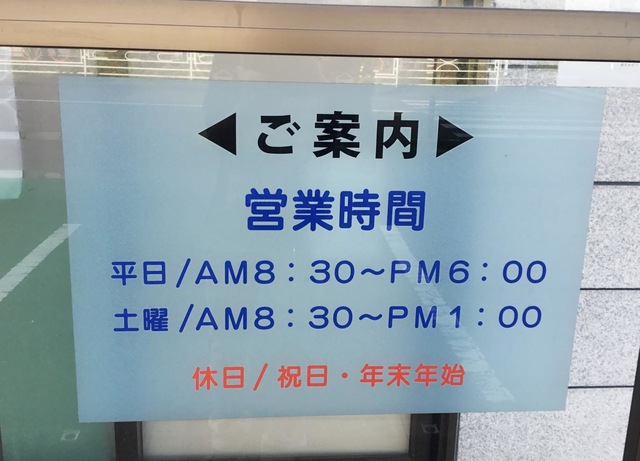 ◀ご案内▶
営業時間
平日/AM8:30〜PM6:00
土曜/AM8:30〜PM1:00
休日/祝日・年末年始